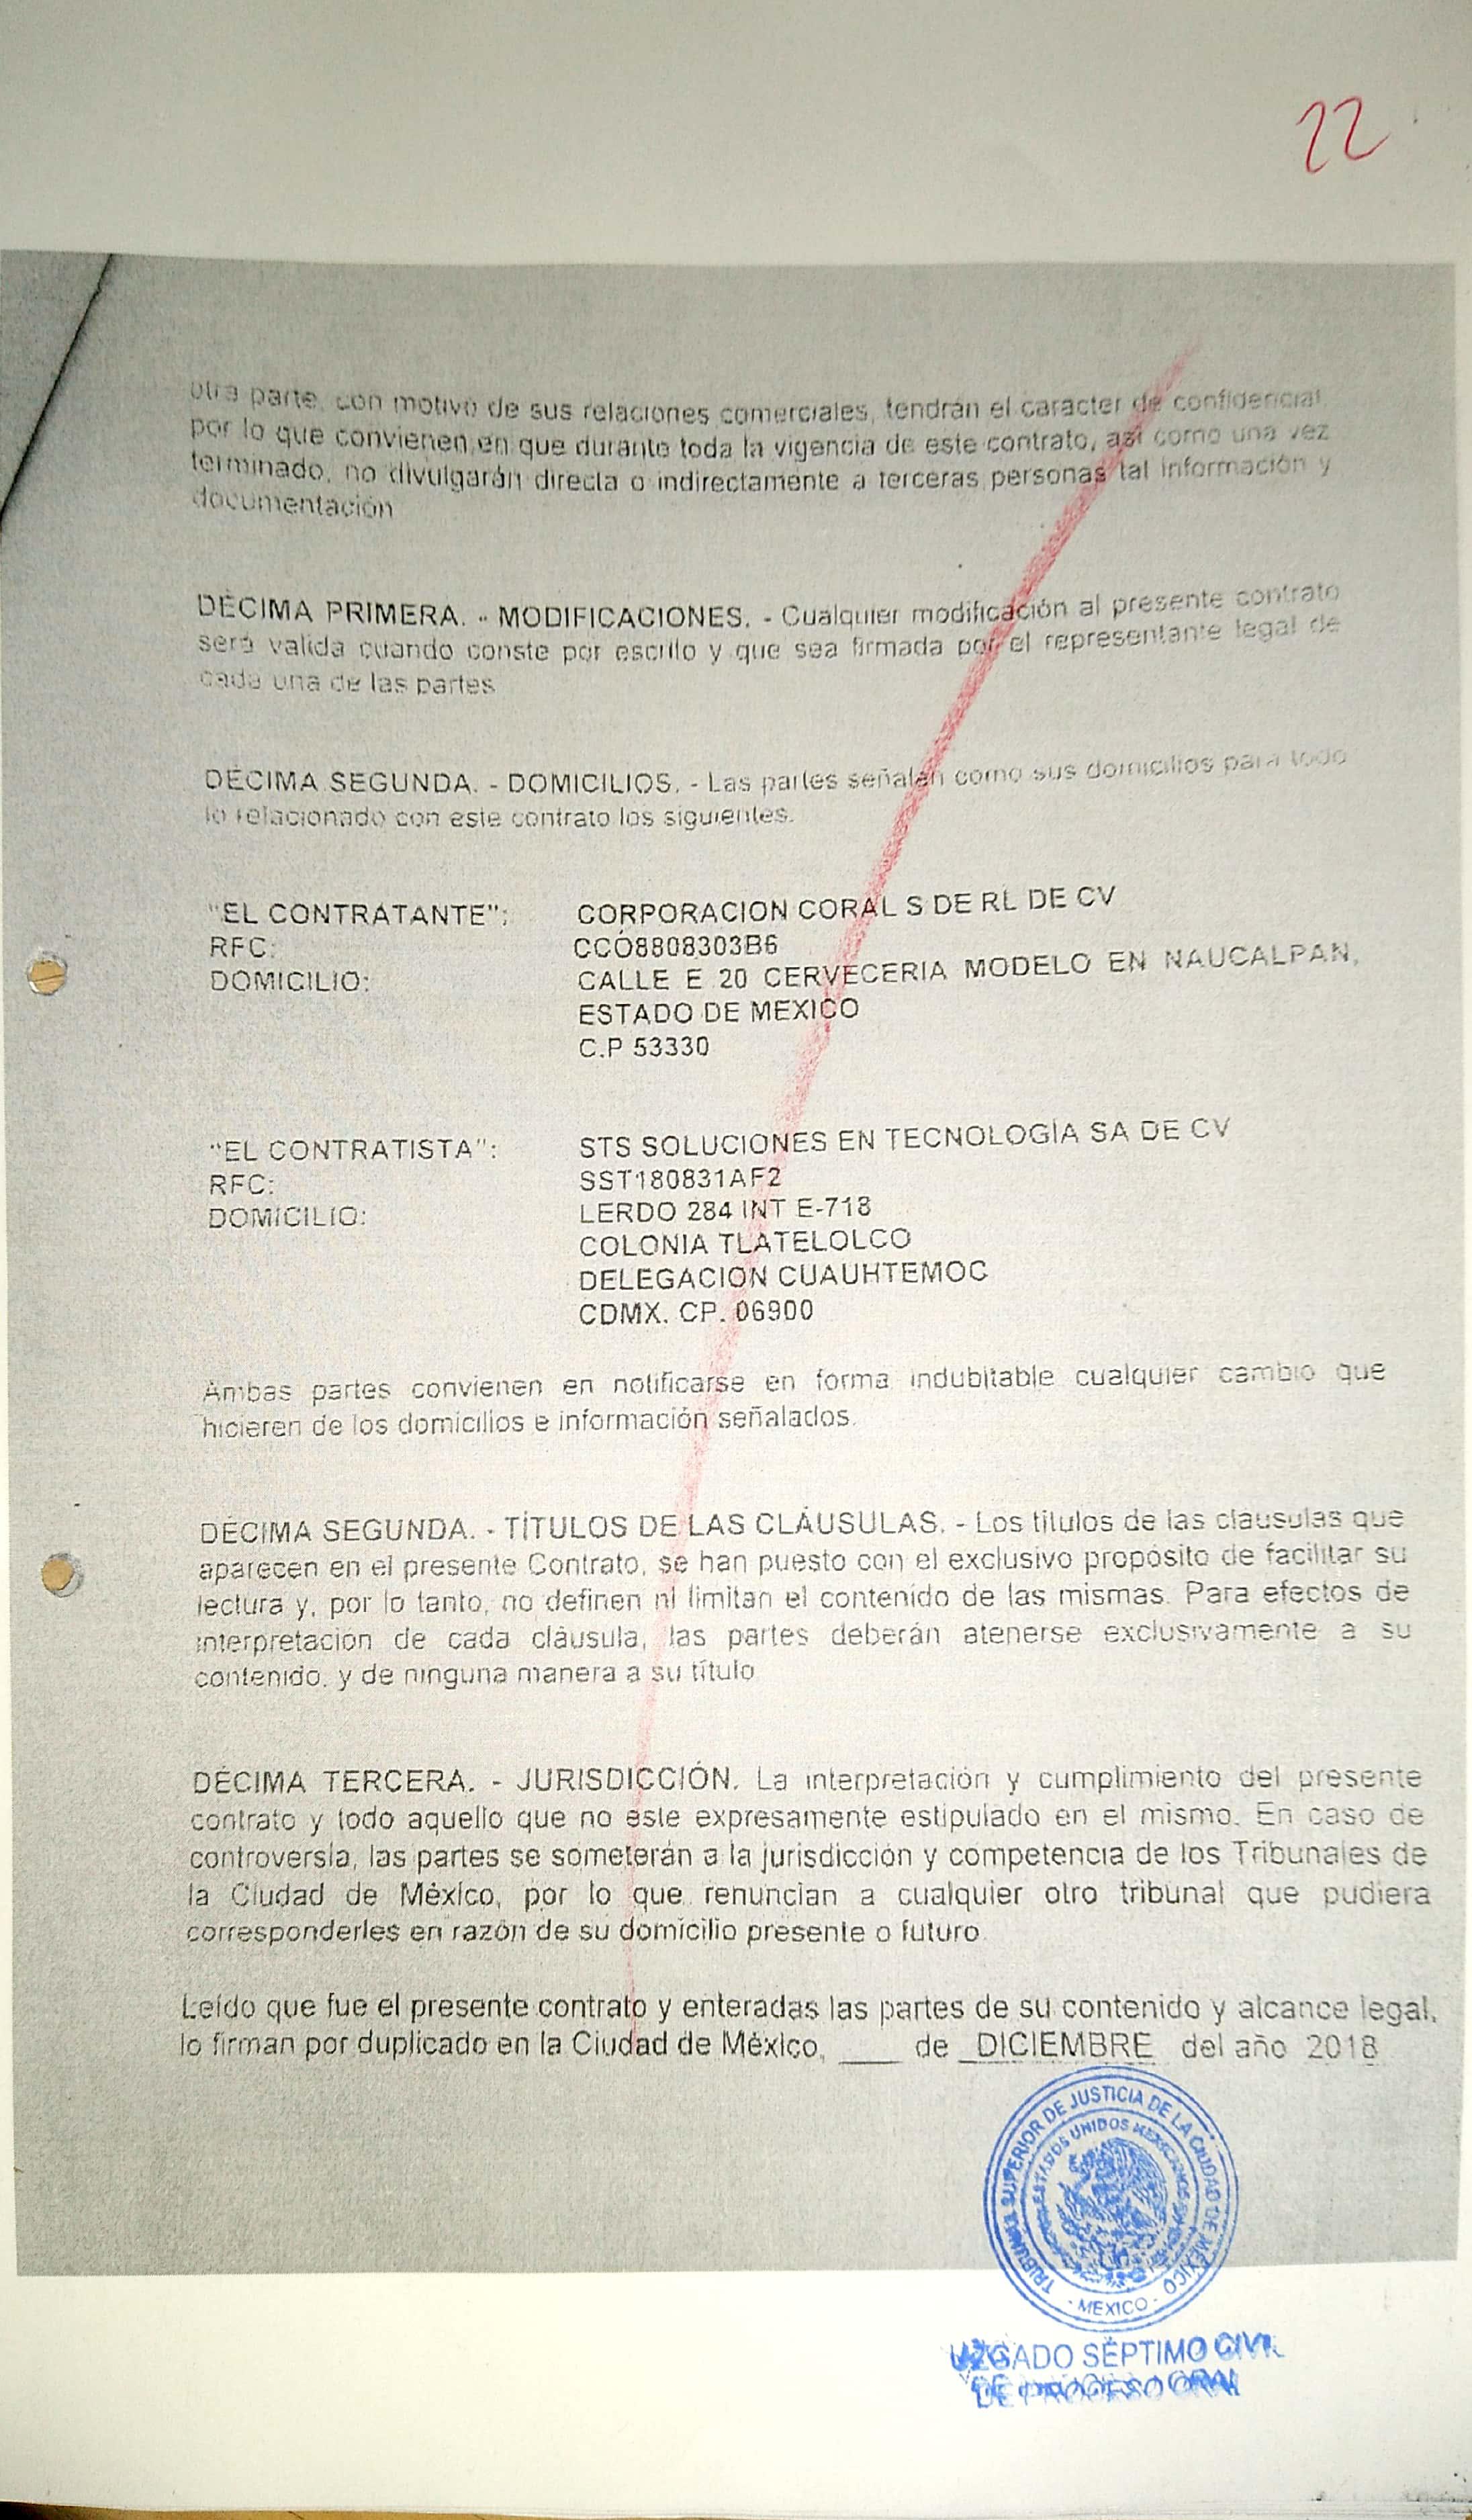 22
otra parte, con motivo de sus relaciones comerciales, tendrán el carácter de confidencial,
por lo que convienen en que durante toda la vigencia de este contrato, así como una vez
terminado, no divulgarán directa o indirectamente a terceras personas tal información y
documentación
DÉCIMA PRIMERA. - MODIFICACIONES. - Cualquier modificación al presente contrato
será valida cuando conste por escrito y que sea firmada por el representante legal de
cada una de las partes
DÉCIMA SEGUNDA. - DOMICILIOS. - Las partes señalan como sus domicilios para todo
lo relacionado con este contrato los siguientes.
"EL CONTRATANTE": CORPORACION CORAL S DE RL DE CV
RFC: CCO8808303B6
DOMICILIO: CALLE E 20 CERVECERIA MODELO EN NAUCALPAN,
ESTADO DE MEXICO
C.P 53330
"EL CONTRATISTA": STS SOLUCIONES EN TECNOLOGÍA SA DE CV
RFC: SST180831AF2
DOMICILIO: LERDO 284 INT E-718
COLONIA TLATELOLCO
DELEGACION CUAUHTEMOC
CDMX. CP. 06900
Ambas partes convienen en notificarse en forma indubitable cualquier cambio que
hicieren de los domicilios e información señalados.
DÉCIMA SEGUNDA. - TÍTULOS DE LAS CLÁUSULAS. - Los títulos de las cláusulas que
aparecen en el presente Contrato, se han puesto con el exclusivo propósito de facilitar su
lectura y, por lo tanto, no definen ni limitan el contenido de las mismas. Para efectos de
interpretación de cada cláusula, las partes deberán atenerse exclusivamente a su
contenido, y de ninguna manera a su título
DÉCIMA TERCERA. - JURISDICCIÓN. La interpretación y cumplimiento del presente
contrato y todo aquello que no este expresamente estipulado en el mismo. En caso de
controversia, las partes se someterán a la jurisdicción y competencia de los Tribunales de
la Ciudad de México, por lo que renuncian a cualquier otro tribunal que pudiera
corresponderles en razón de su domicilio presente o futuro
Leído que fue el presente contrato y enteradas las partes de su contenido y alcance legal,
lo firman por duplicado en la Ciudad de México, ____ de DICIEMBRE del año 2018
TRIBUNAL SUPERIOR DE JUSTICIA DE LA CIUDAD DE MÉXICO
ESTADOS UNIDOS MEXICANOS
- MEXICO -
UZGADO SÉPTIMO CIVIL
DE PROCESO ORAL